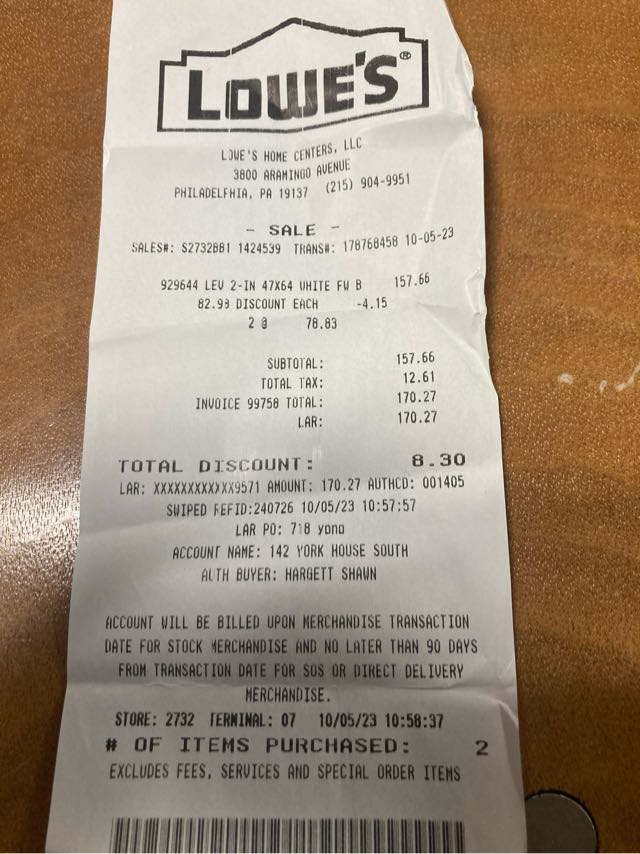 LOWE'S®
LOWE'S HOME CENTERS, LLC
3800 ARAMINGO AVENUE
PHILADELPHIA, PA 19137 (215) 904-9951
- SALE -
SALES#: S2732BB1 1424539 TRANS#: 178768458 10-05-23
929644 LEV 2-IN 47X64 WHITE FW B 157.66
82.98 DISCOUNT EACH -4.15
2 @ 78.83
SUBTOTAL: 157.66
TOTAL TAX: 12.61
INVOICE 99758 TOTAL: 170.27
LAR: 170.27
TOTAL DISCOUNT: 8.30
LAR: XXXXXXXXXXXX9571 AMOUNT: 170.27 AUTHCD: 001405
SWIPED REFID:240726 10/05/23 10:57:57
LAR PO: 718 yono
ACCOUNT NAME: 142 YORK HOUSE SOUTH
AUTH BUYER: HARGETT SHAWN
ACCOUNT WILL BE BILLED UPON MERCHANDISE TRANSACTION
DATE FOR STOCK MERCHANDISE AND NO LATER THAN 90 DAYS
FROM TRANSACTION DATE FOR SOS OR DIRECT DELIVERY
MERCHANDISE.
STORE: 2732 TERMINAL: 07 10/05/23 10:58:37
# OF ITEMS PURCHASED: 2
EXCLUDES FEES, SERVICES AND SPECIAL ORDER ITEMS